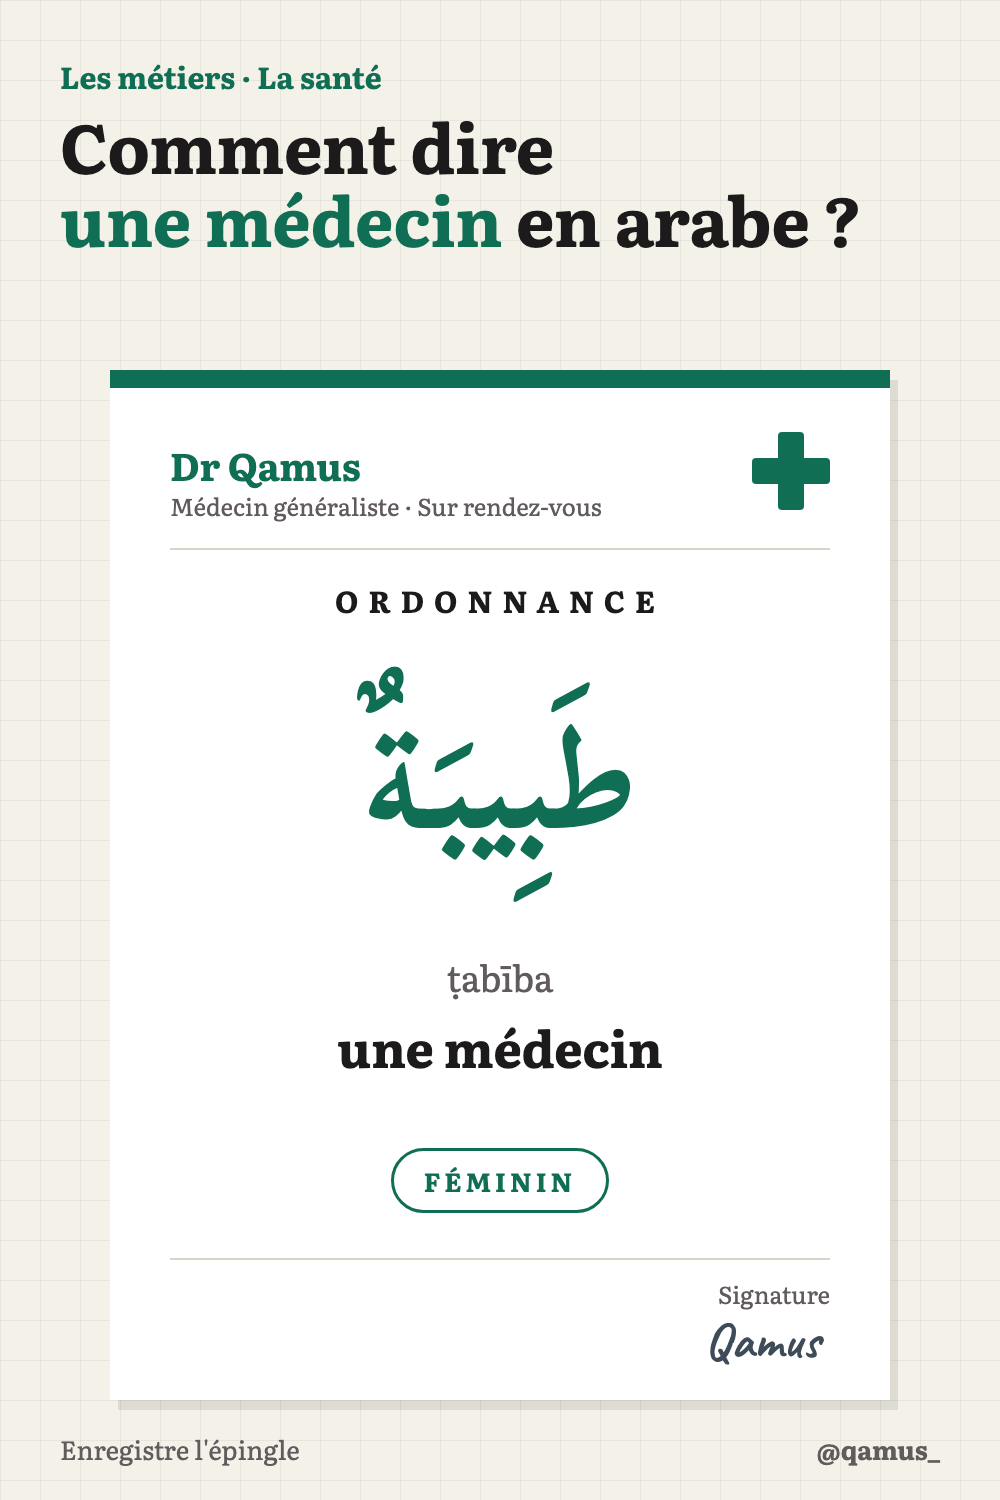 Les métiers · La santé
Comment dire
une médecin en arabe ?
Dr Qamus
Médecin généraliste · Sur rendez-vous
ORDONNANCE
طَبِيبَةٌ
ṭabība
une médecin
FÉMININ
Signature
Qamus
Enregistre l'épingle
@qamus_